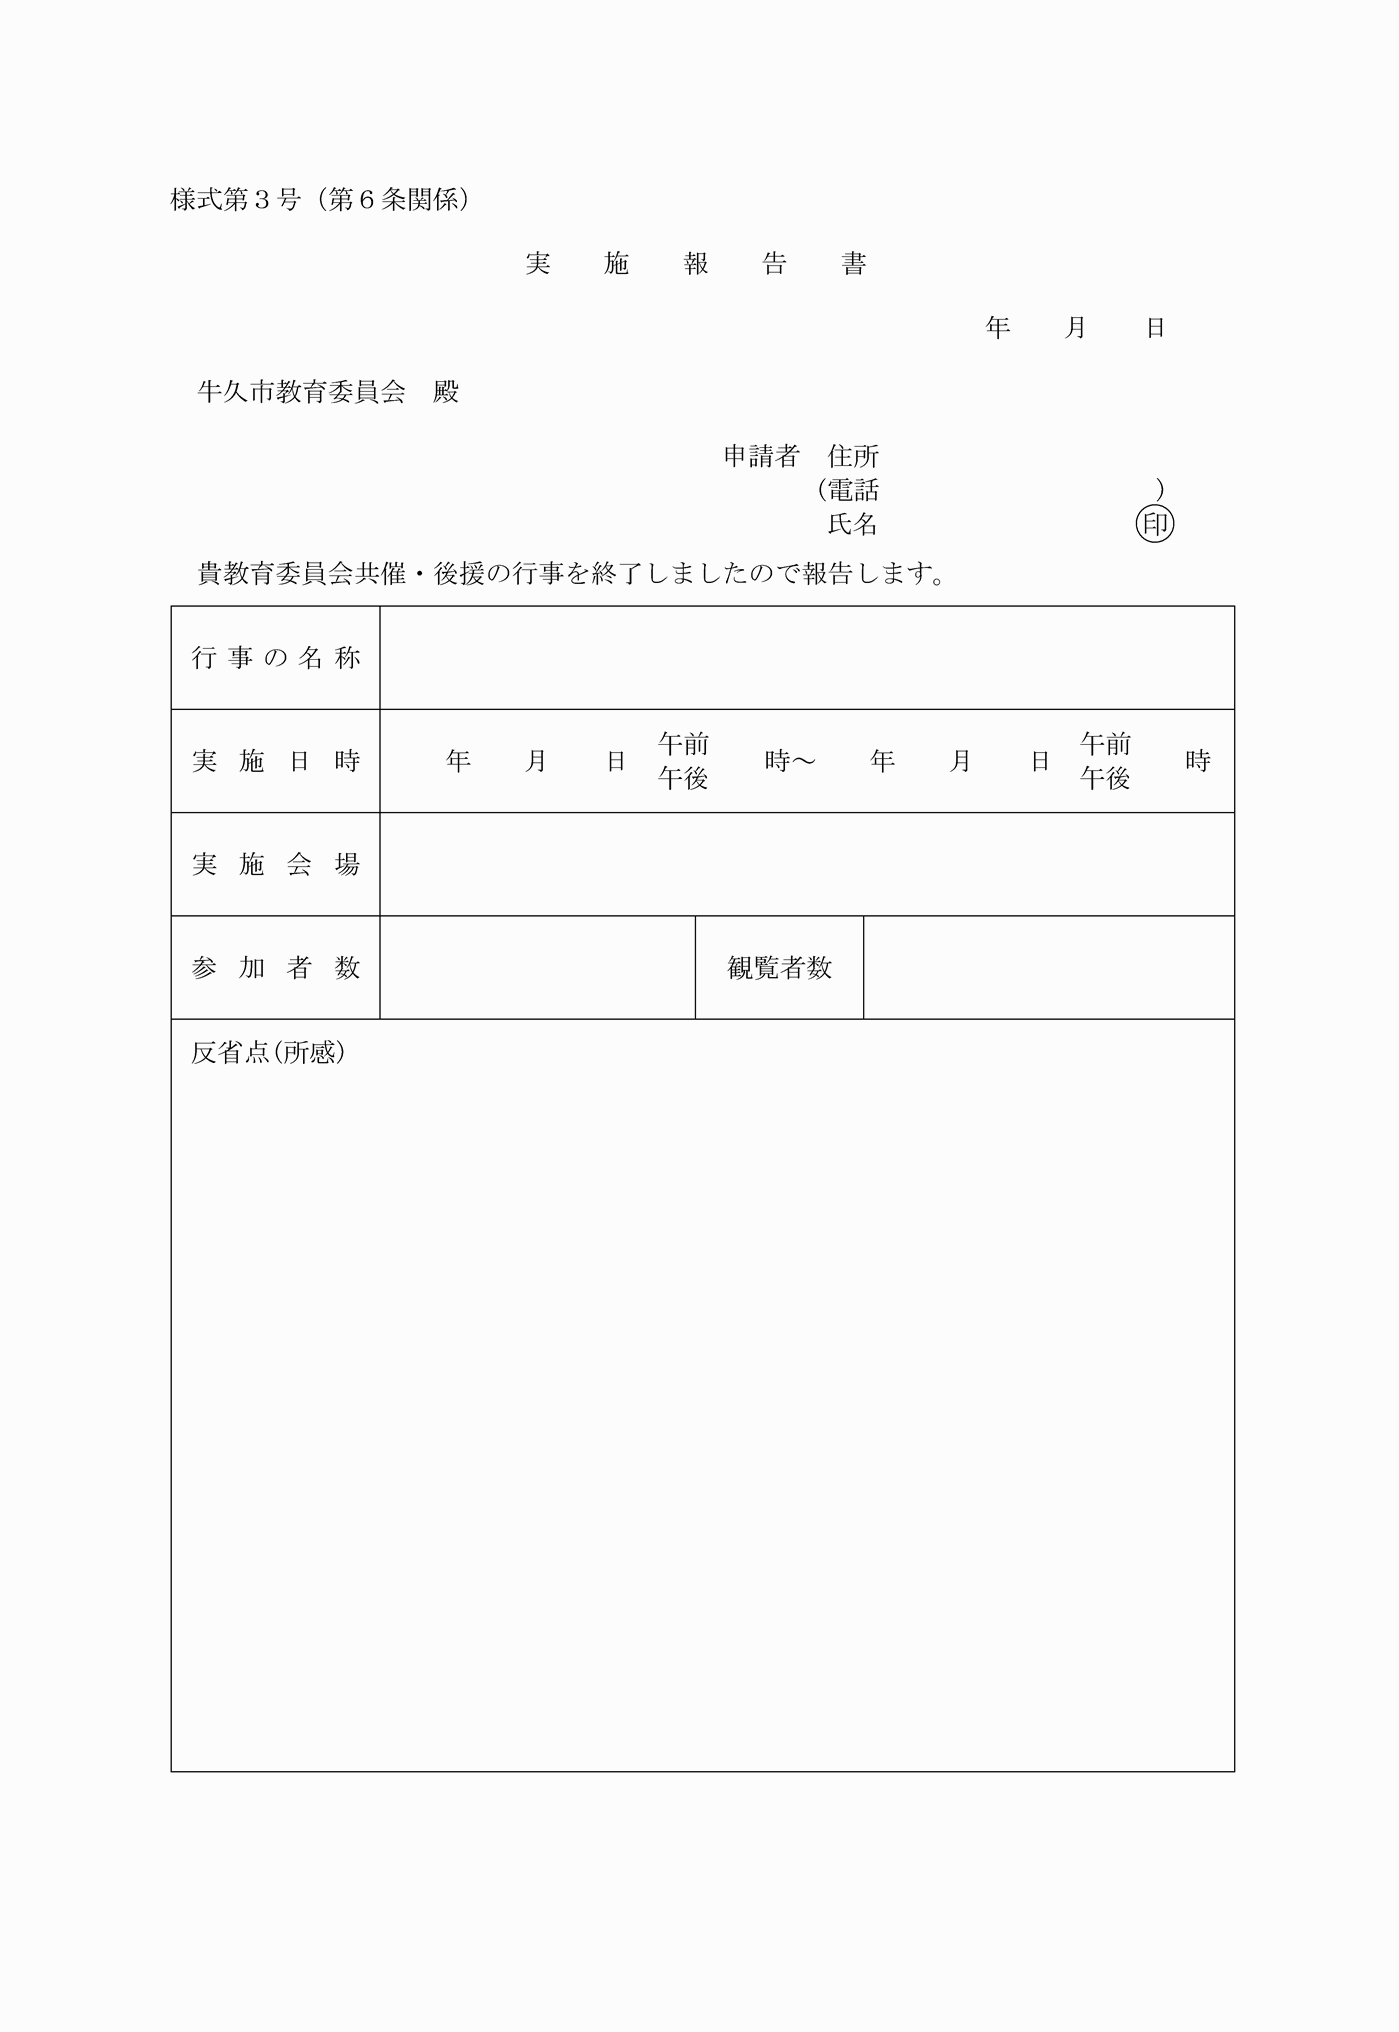 様式第３号（第６条関係）
実　施　報　告　書
年　　月　　日
牛久市教育委員会　殿
申請者　住所
（電話　　　　　　　　　　）
氏名　　　　　　　　　　㊞
貴教育委員会共催・後援の行事を終了しましたので報告します。
行事の名称
実施日時　年　月　日　午前　時～　年　月　日　午前　時
午後　午後
実施会場
参加者数　観覧者数
反省点（所感）